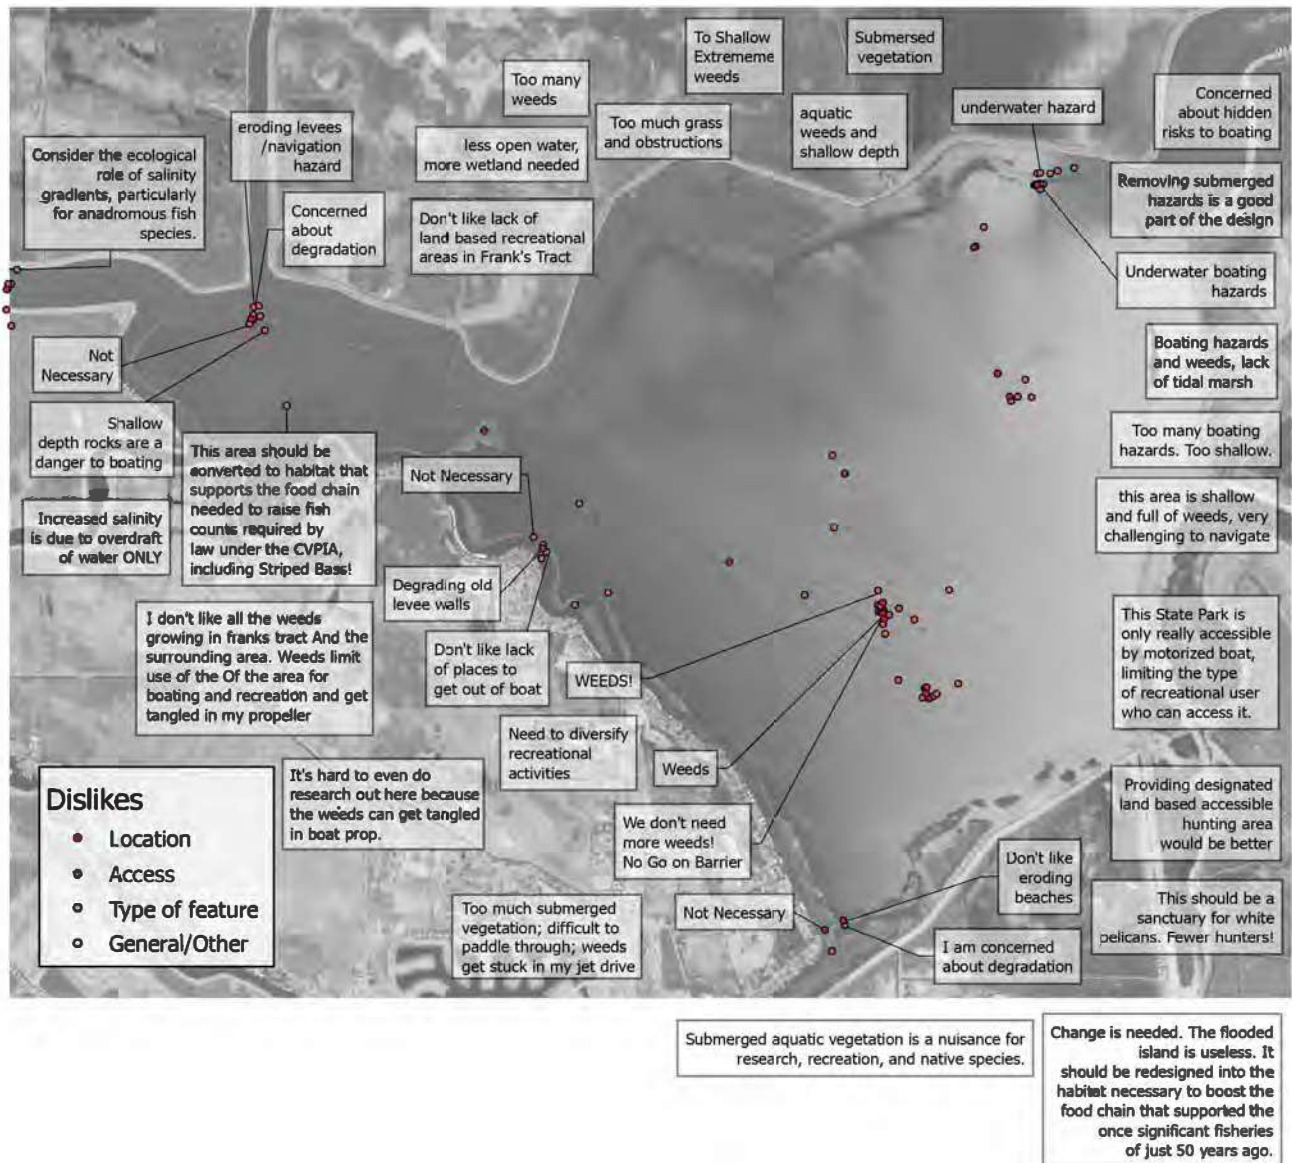 To Shallow
Extrememe
weeds
Submersed
vegetation
Too many
weeds
Too much grass
and obstructions
aquatic
weeds and
shallow depth
underwater hazard
Concerned
about hidden
risks to boating
eroding levees
/navigation
hazard
less open water,
more wetland needed
Consider the ecological
role of salinity
gradients, particularly
for anadromous fish
species.
Concerned
about
degradation
Don't like lack of
land based recreational
areas in Frank's Tract
Removing submerged
hazards is a good
part of the design
Underwater boating
hazards
Not
Necessary
Boating hazards
and weeds, lack
of tidal marsh
Shallow
depth rocks are a
danger to boating
This area should be
converted to habitat that
supports the food chain
needed to raise fish
counts required by
law under the CVPIA,
including Striped Bass!
Not Necessary
Too many boating
hazards. Too shallow.
Increased salinity
is due to overdraft
of water ONLY
this area is shallow
and full of weeds, very
challenging to navigate
Degrading old
levee walls
I don't like all the weeds
growing in franks tract And the
surrounding area. Weeds limit
use of the Of the area for
boating and recreation and get
tangled in my propeller
Don't like lack
of places to
get out of boat
WEEDS!
This State Park is
only really accessible
by motorized boat,
limiting the type
of recreational user
who can access it.
Need to diversify
recreational
activities
Weeds
It's hard to even do
research out here because
the weeds can get tangled
in boat prop.
Dislikes
Location
Access
Type of feature
General/Other
We don't need
more weeds!
No Go on Barrier
Providing designated
land based accessible
hunting area
would be better
Don't like
eroding
beaches
Too much submerged
vegetation; difficult to
paddle through; weeds
get stuck in my jet drive
Not Necessary
I am concerned
about degradation
This should be a
sanctuary for white
pelicans. Fewer hunters!
Submerged aquatic vegetation is a nuisance for
research, recreation, and native species.
Change is needed. The flooded
island is useless. It
should be redesigned into the
habitat necessary to boost the
food chain that supported the
once significant fisheries
of just 50 years ago.